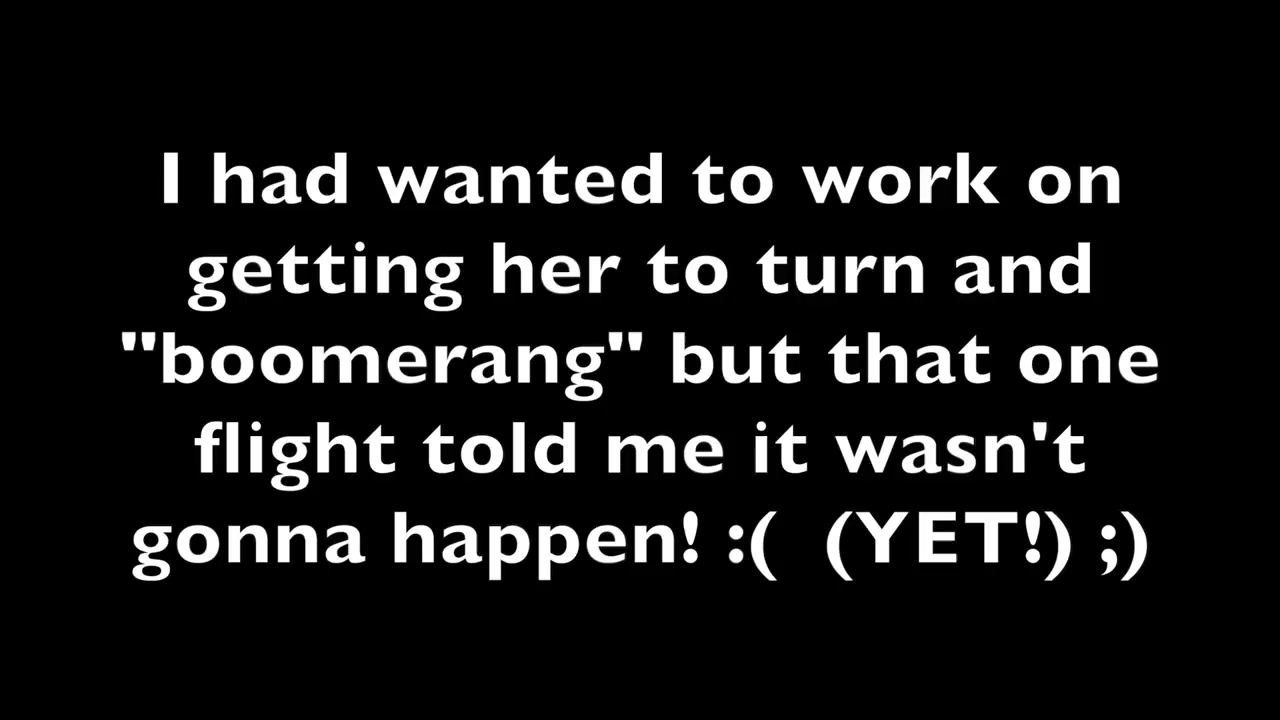 I had wanted to work on
getting her to turn and
"boomerang" but that one
flight told me it wasn't
gonna happen! :(  (YET!) ;)